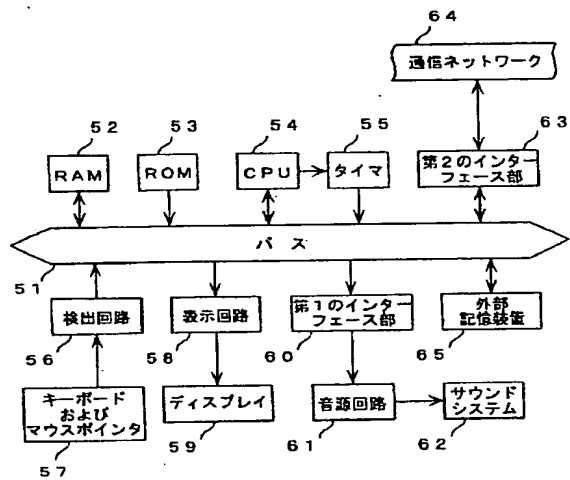 64
通信ネットワーク
52
53
54
55
63
RAM
ROM
CPU
タイマ
第2のインター
フェース部
バス
51
検出回路
56
表示回路
58
第1のインター
フェース部
60
外部
記憶装置
65
キーボード
および
マウスポインタ
57
ディスプレイ
59
音源回路
61
サウンド
システム
62